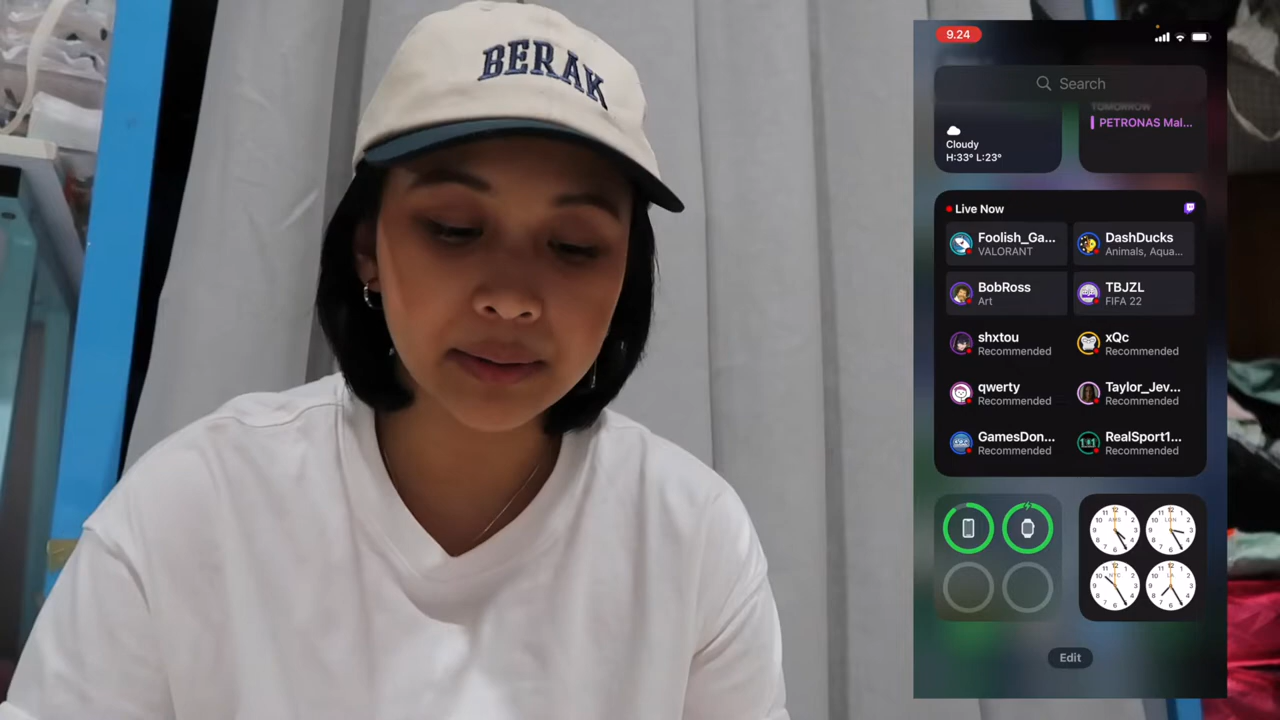 BERAK
9.24
Search
TOMORROW
PETRONAS Mal...
Cloudy
H:33° L:23°
Live Now
Foolish_Ga...
VALORANT
DashDucks
Animals, Aqua...
BobRoss
Art
TBJZL
FIFA 22
shxtou
Recommended
xQc
Recommended
qwerty
Recommended
Taylor_Jev...
Recommended
GamesDon...
Recommended
RealSport1...
Recommended
Edit